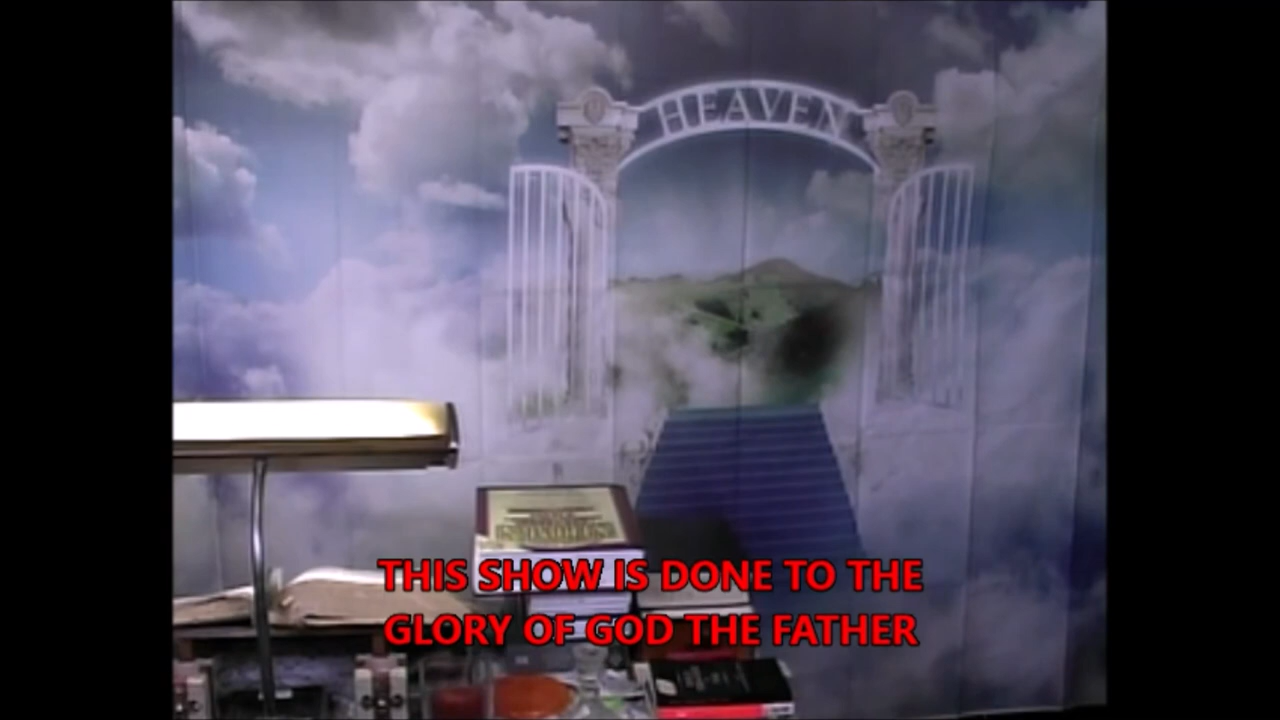 HEAVEN
THIS SHOW IS DONE TO THE
GLORY OF GOD THE FATHER